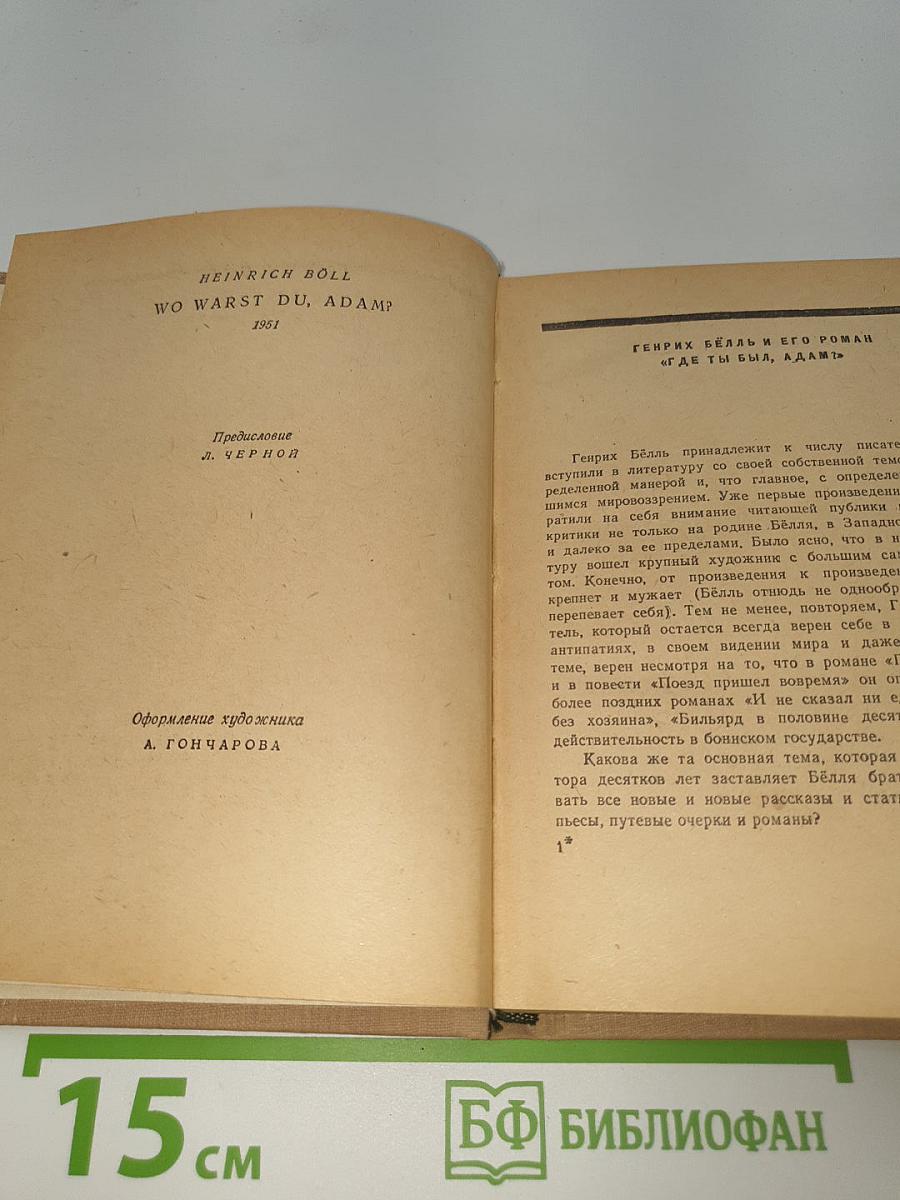 HEINRICH BÖLL
WO WARST DU, ADAM?
1951
Предисловие
Л. ЧЕРНОЙ
Оформление художника
А. ГОНЧАРОВА
ГЕНРИХ БЁЛЛЬ И ЕГО РОМАН
«ГДЕ ТЫ БЫЛ, АДАМ?»
Генрих Бёлль принадлежит к числу писате
вступили в литературу со своей собственной темо
ределенной манерой и, что главное, с определе
шимся мировоззрением. Уже первые произведени
ратили на себя внимание читающей публики
критики не только на родине Бёлля, в Западно
и далеко за ее пределами. Было ясно, что в н
туру вошел крупный художник с большим са
том. Конечно, от произведения к произведен
крепнет и мужает (Бёлль отнюдь не однообр
перепевает себя). Тем не менее, повторяем, Г
тель, который остается всегда верен себе в
антипатиях, в своем видении мира и даже
теме, верен несмотря на то, что в романе «Г
и в повести «Поезд пришел вовремя» он оп
более поздних романах «И не сказал ни е
без хозяина», «Бильярд в половине десят
действительность в боннском государстве.
Какова же та основная тема, которая
тора десятков лет заставляет Бёлля брат
вать все новые и новые рассказы и стат
пьесы, путевые очерки и романы?
1*
15 см
БФ БИБЛИОФАН